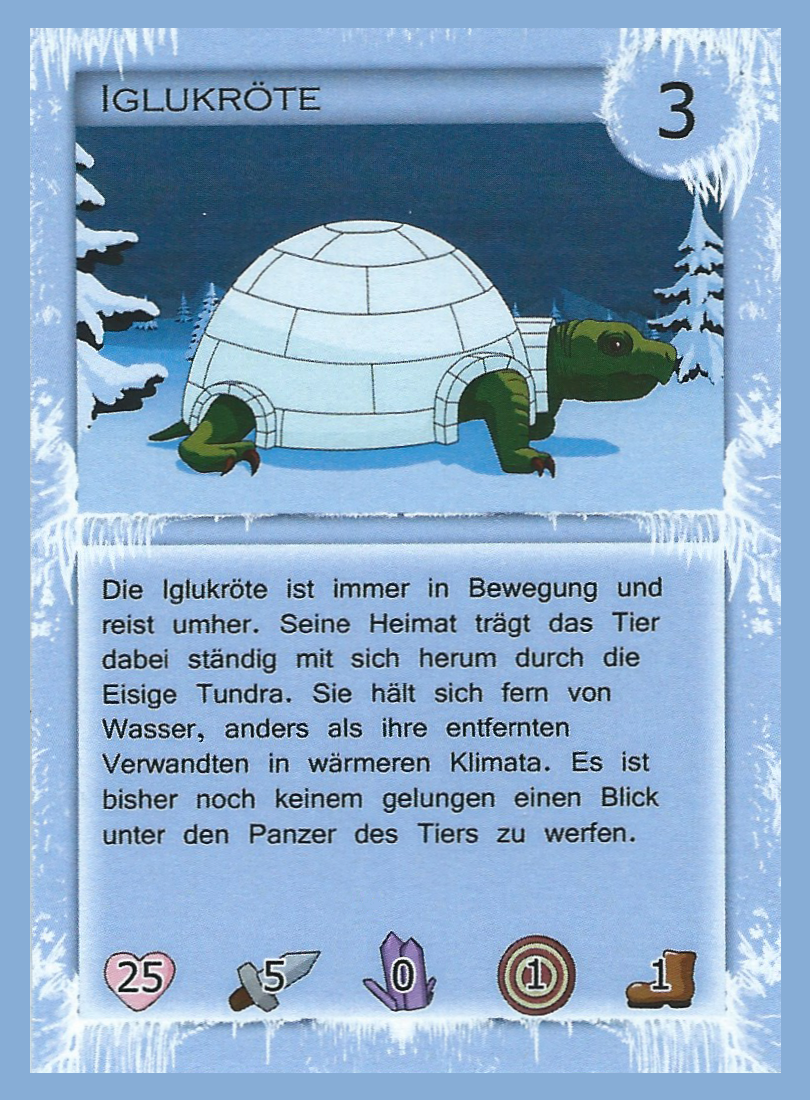 Iglukröte
3
Die Iglukröte ist immer in Bewegung und
reist umher. Seine Heimat trägt das Tier
dabei ständig mit sich herum durch die
Eisige Tundra. Sie hält sich fern von
Wasser, anders als ihre entfernten
Verwandten in wärmeren Klimata. Es ist
bisher noch keinem gelungen einen Blick
unter den Panzer des Tiers zu werfen.
25 5 0 1 1